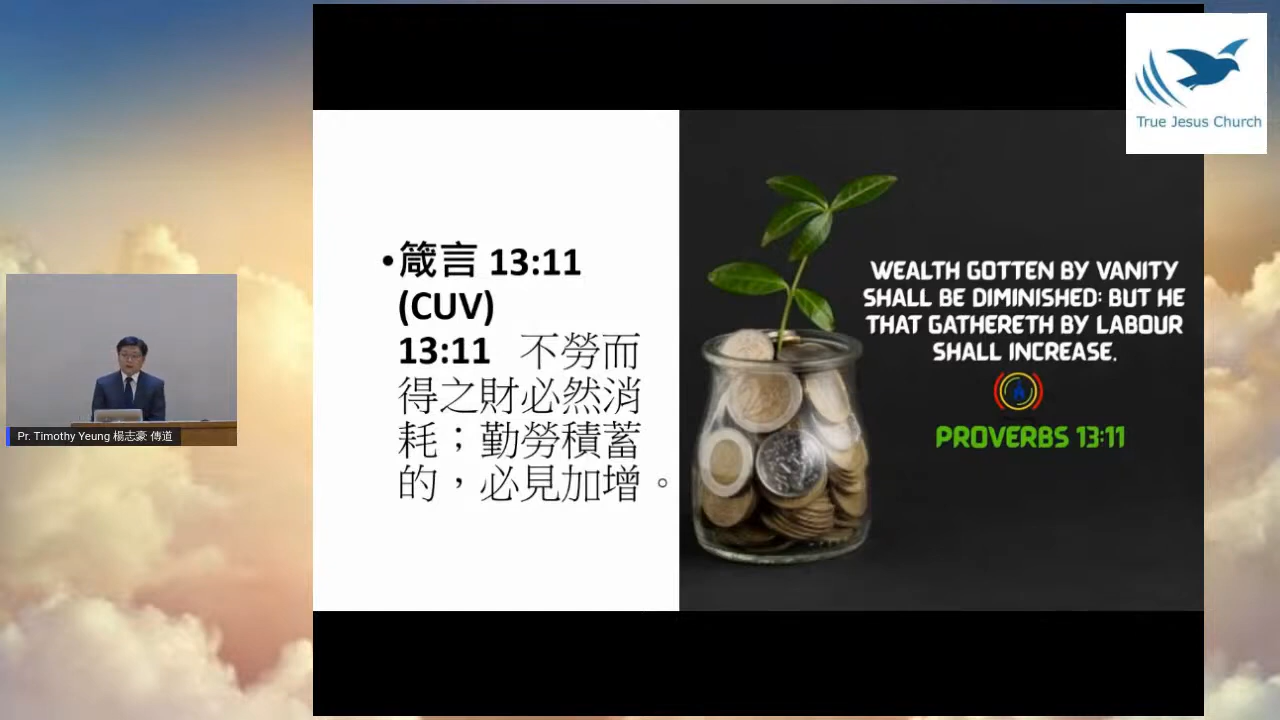 True Jesus Church
•箴言 13:11
(CUV)
13:11 不勞而
得之財必然消
耗；勤勞積蓄
的，必見加增。
WEALTH GOTTEN BY VANITY
SHALL BE DIMINISHED: BUT HE
THAT GATHERETH BY LABOUR
SHALL INCREASE.
PROVERBS 13:11
Pr. Timothy Yeung 楊志豪 傳道